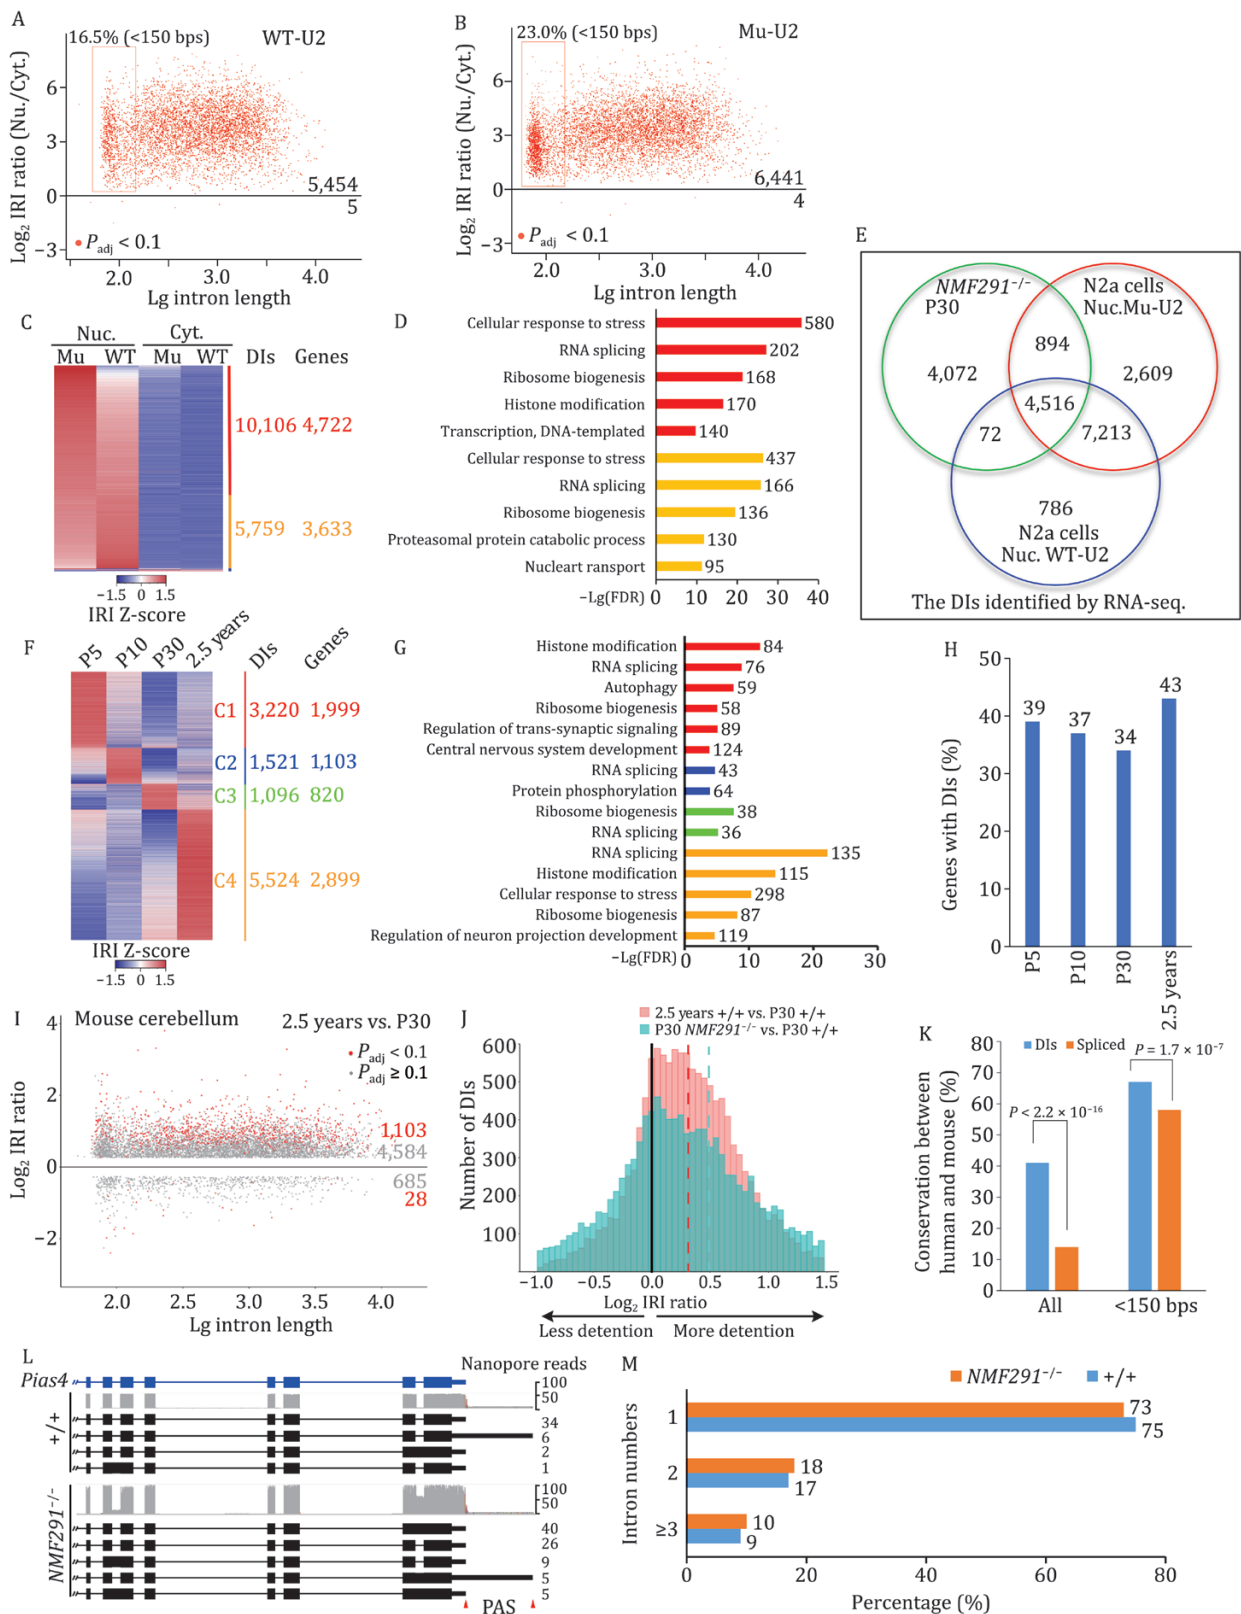 A
16.5% (<150 bps)
WT-U2
Log2 IRI ratio (Nu./Cyt.)
6
3
0
−3
5,454
5
Padj < 0.1
2.0 3.0 4.0
Lg intron length
B
23.0% (<150 bps)
Mu-U2
Log2 IRI ratio (Nu./Cyt.)
6
3
0
−3
6,441
4
Padj < 0.1
2.0 3.0 4.0
Lg intron length
C
Nuc. Cyt.
Mu WT Mu WT DIs Genes
10,106 4,722
5,759 3,633
−1.5 0 1.5
IRI Z-score
D
Cellular response to stress 580
RNA splicing 202
Ribosome biogenesis 168
Histone modification 170
Transcription, DNA-templated 140
Cellular response to stress 437
RNA splicing 166
Ribosome biogenesis 136
Proteasomal protein catabolic process 130
Nucleart ransport 95
−Lg(FDR) 0 10 20 30 40
E
NMF291−/−
P30
N2a cells
Nuc.Mu-U2
894
4,072
2,609
4,516
72
7,213
786
N2a cells
Nuc. WT-U2
The DIs identified by RNA-seq.
F
P5 P10 P30 2.5 years DIs Genes
C1 3,220 1,999
C2 1,521 1,103
C3 1,096 820
C4 5,524 2,899
IRI Z-score
−1.5 0 1.5
G
Histone modification 84
RNA splicing 76
Autophagy 59
Ribosome biogenesis 58
Regulation of trans-synaptic signaling 89
Central nervous system development 124
RNA splicing 43
Protein phosphorylation 64
Ribosome biogenesis 38
RNA splicing 36
RNA splicing 135
Histone modification 115
Cellular response to stress 298
Ribosome biogenesis 87
Regulation of neuron projection development 119
−Lg(FDR) 0 10 20 30
H
Genes with DIs (%)
50
40
30
20
10
0
39
37
34
43
P5 P10 P30 2.5 years
I
Mouse cerebellum 2.5 years vs. P30
Padj < 0.1
Padj ≥ 0.1
Log2 IRI ratio
4
2
0
−2
1,103
4,584
685
28
2.0 2.5 3.0 3.5 4.0
Lg intron length
J
2.5 years +/+ vs. P30 +/+
P30 NMF291−/− vs. P30 +/+
Number of DIs
600
500
400
300
200
100
−1.0 −0.5 0.0 0.5 1.0 1.5
Log2 IRI ratio
Less detention More detention
K
DIs Spliced
P = 1.7 × 10−7
P < 2.2 × 10−16
Conservation between
human and mouse (%)
80
70
60
50
40
30
20
10
0
All <150 bps
L
Nanopore reads
Pias4
+/+
100
50
34
6
2
1
NMF291−/−
100
50
40
26
9
5
5
PAS
M
NMF291−/− +/+
Intron numbers
1
73
75
2
18
17
≥3
10
9
0 20 40 60 80
Percentage (%)